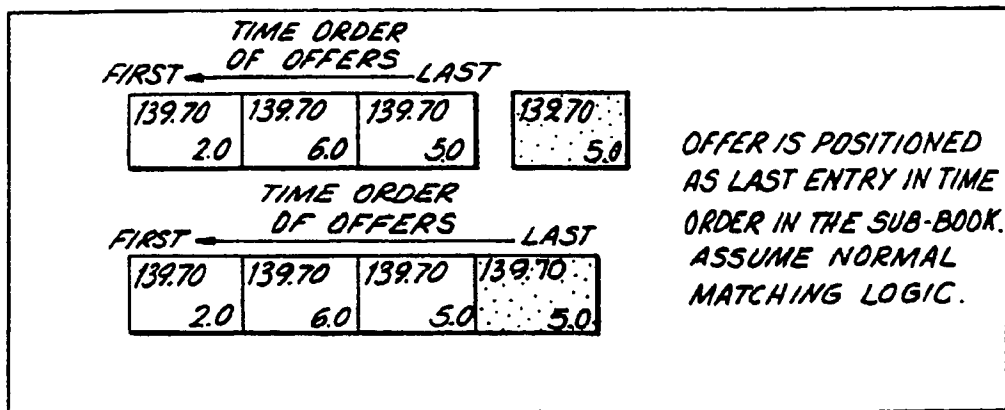 TIME ORDER
OF OFFERS
FIRST LAST
139.70 139.70 139.70 139.70
2.0 6.0 5.0 5.0
OFFER IS POSITIONED
AS LAST ENTRY IN TIME
ORDER IN THE SUB-BOOK.
ASSUME NORMAL
MATCHING LOGIC.
TIME ORDER
OF OFFERS
FIRST LAST
139.70 139.70 139.70 139.70
2.0 6.0 5.0 5.0